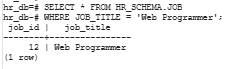 hr_db=# SELECT * FROM HR_SCHEMA.JOB
hr_db=# WHERE JOB_TITLE = 'Web Programmer';
job_id | job_title
--------+----------------
12 | Web Programmer
(1 row)